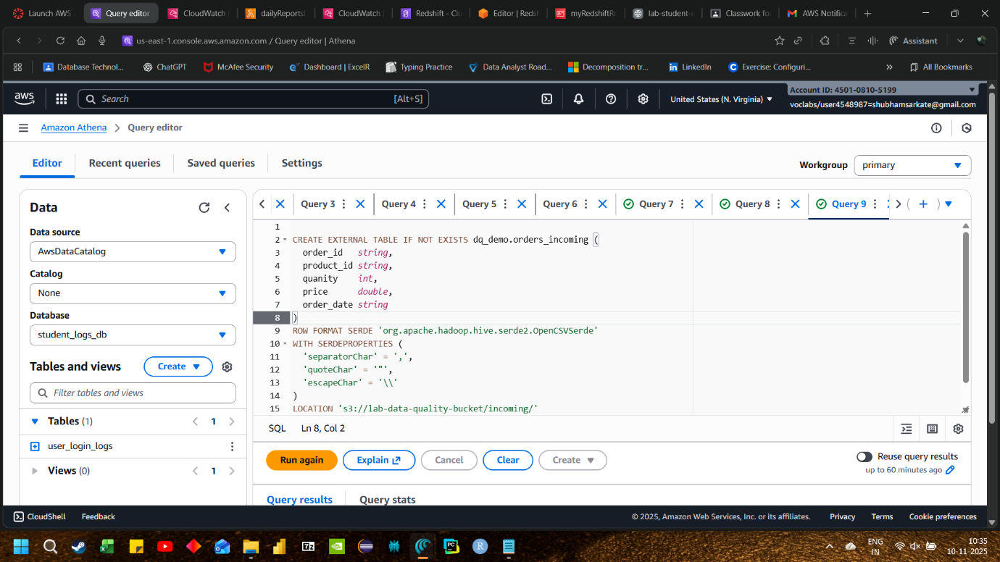 Launch AWS
Query editor
CloudWatch
dailyReports
CloudWatch
Redshift - Clu
Editor | Reds
myRedshiftRo
lab-student-
Classwork fo
AWS Notifica
us-east-1.console.aws.amazon.com / Query editor | Athena
Assistant
Database Technol...
ChatGPT
McAfee Security
Dashboard | ExcelR
Typing Practice
Data Analyst Road...
Decomposition tr...
LinkedIn
Exercise: Configuri...
All Bookmarks
aws
Search
[Alt+S]
United States (N. Virginia)
Account ID: 4501-0810-5199
voclabs/user4548987=shubhamsarkate@gmail.com
Amazon Athena
Query editor
Editor
Recent queries
Saved queries
Settings
Workgroup
primary
Data
Data source
AwsDataCatalog
Catalog
None
Database
student_logs_db
Tables and views
Create
Filter tables and views
Tables (1)
1
user_login_logs
Views (0)
1
Query 3
Query 4
Query 5
Query 6
Query 7
Query 8
Query 9
1
2 CREATE EXTERNAL TABLE IF NOT EXISTS dq_demo.orders_incoming (
3 order_id string,
4 product_id string,
5 quanity int,
6 price double,
7 order_date string
8 )
9 ROW FORMAT SERDE 'org.apache.hadoop.hive.serde2.OpenCSVSerde'
10 WITH SERDEPROPERTIES (
11 'separatorChar' = ',',
12 'quoteChar' = '"',
13 'escapeChar' = '\\'
14 )
15 LOCATION 's3://lab-data-quality-bucket/incoming/'
SQL
Ln 8, Col 2
Run again
Explain
Cancel
Clear
Create
Reuse query results
up to 60 minutes ago
Query results
Query stats
CloudShell
Feedback
© 2025, Amazon Web Services, Inc. or its affiliates.
Privacy
Terms
Cookie preferences
7z
PC
R
ENG
IN
10:35
10-11-2025